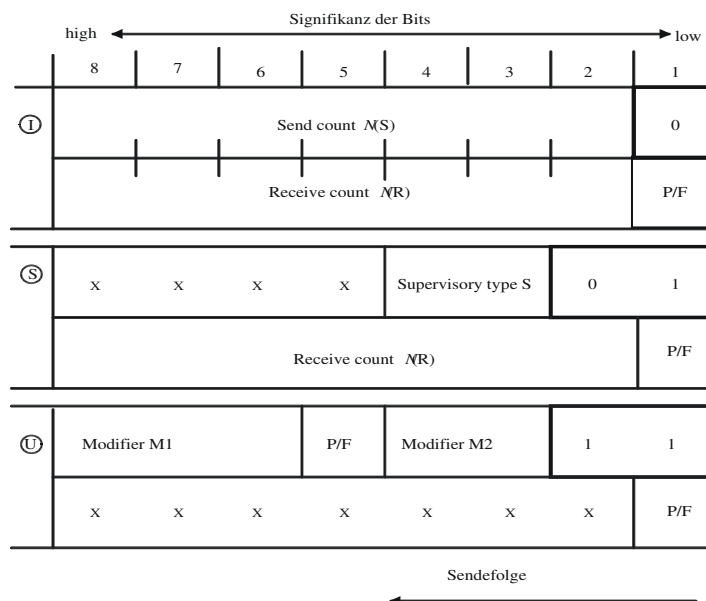 Signifikanz der Bits
high low
8 7 6 5 4 3 2 1
I Send count N(S) 0
Receive count N(R) P/F
S X X X X Supervisory type S 0 1
Receive count N(R) P/F
U Modifier M1 P/F Modifier M2 1 1
X X X X X X X P/F
Sendefolge